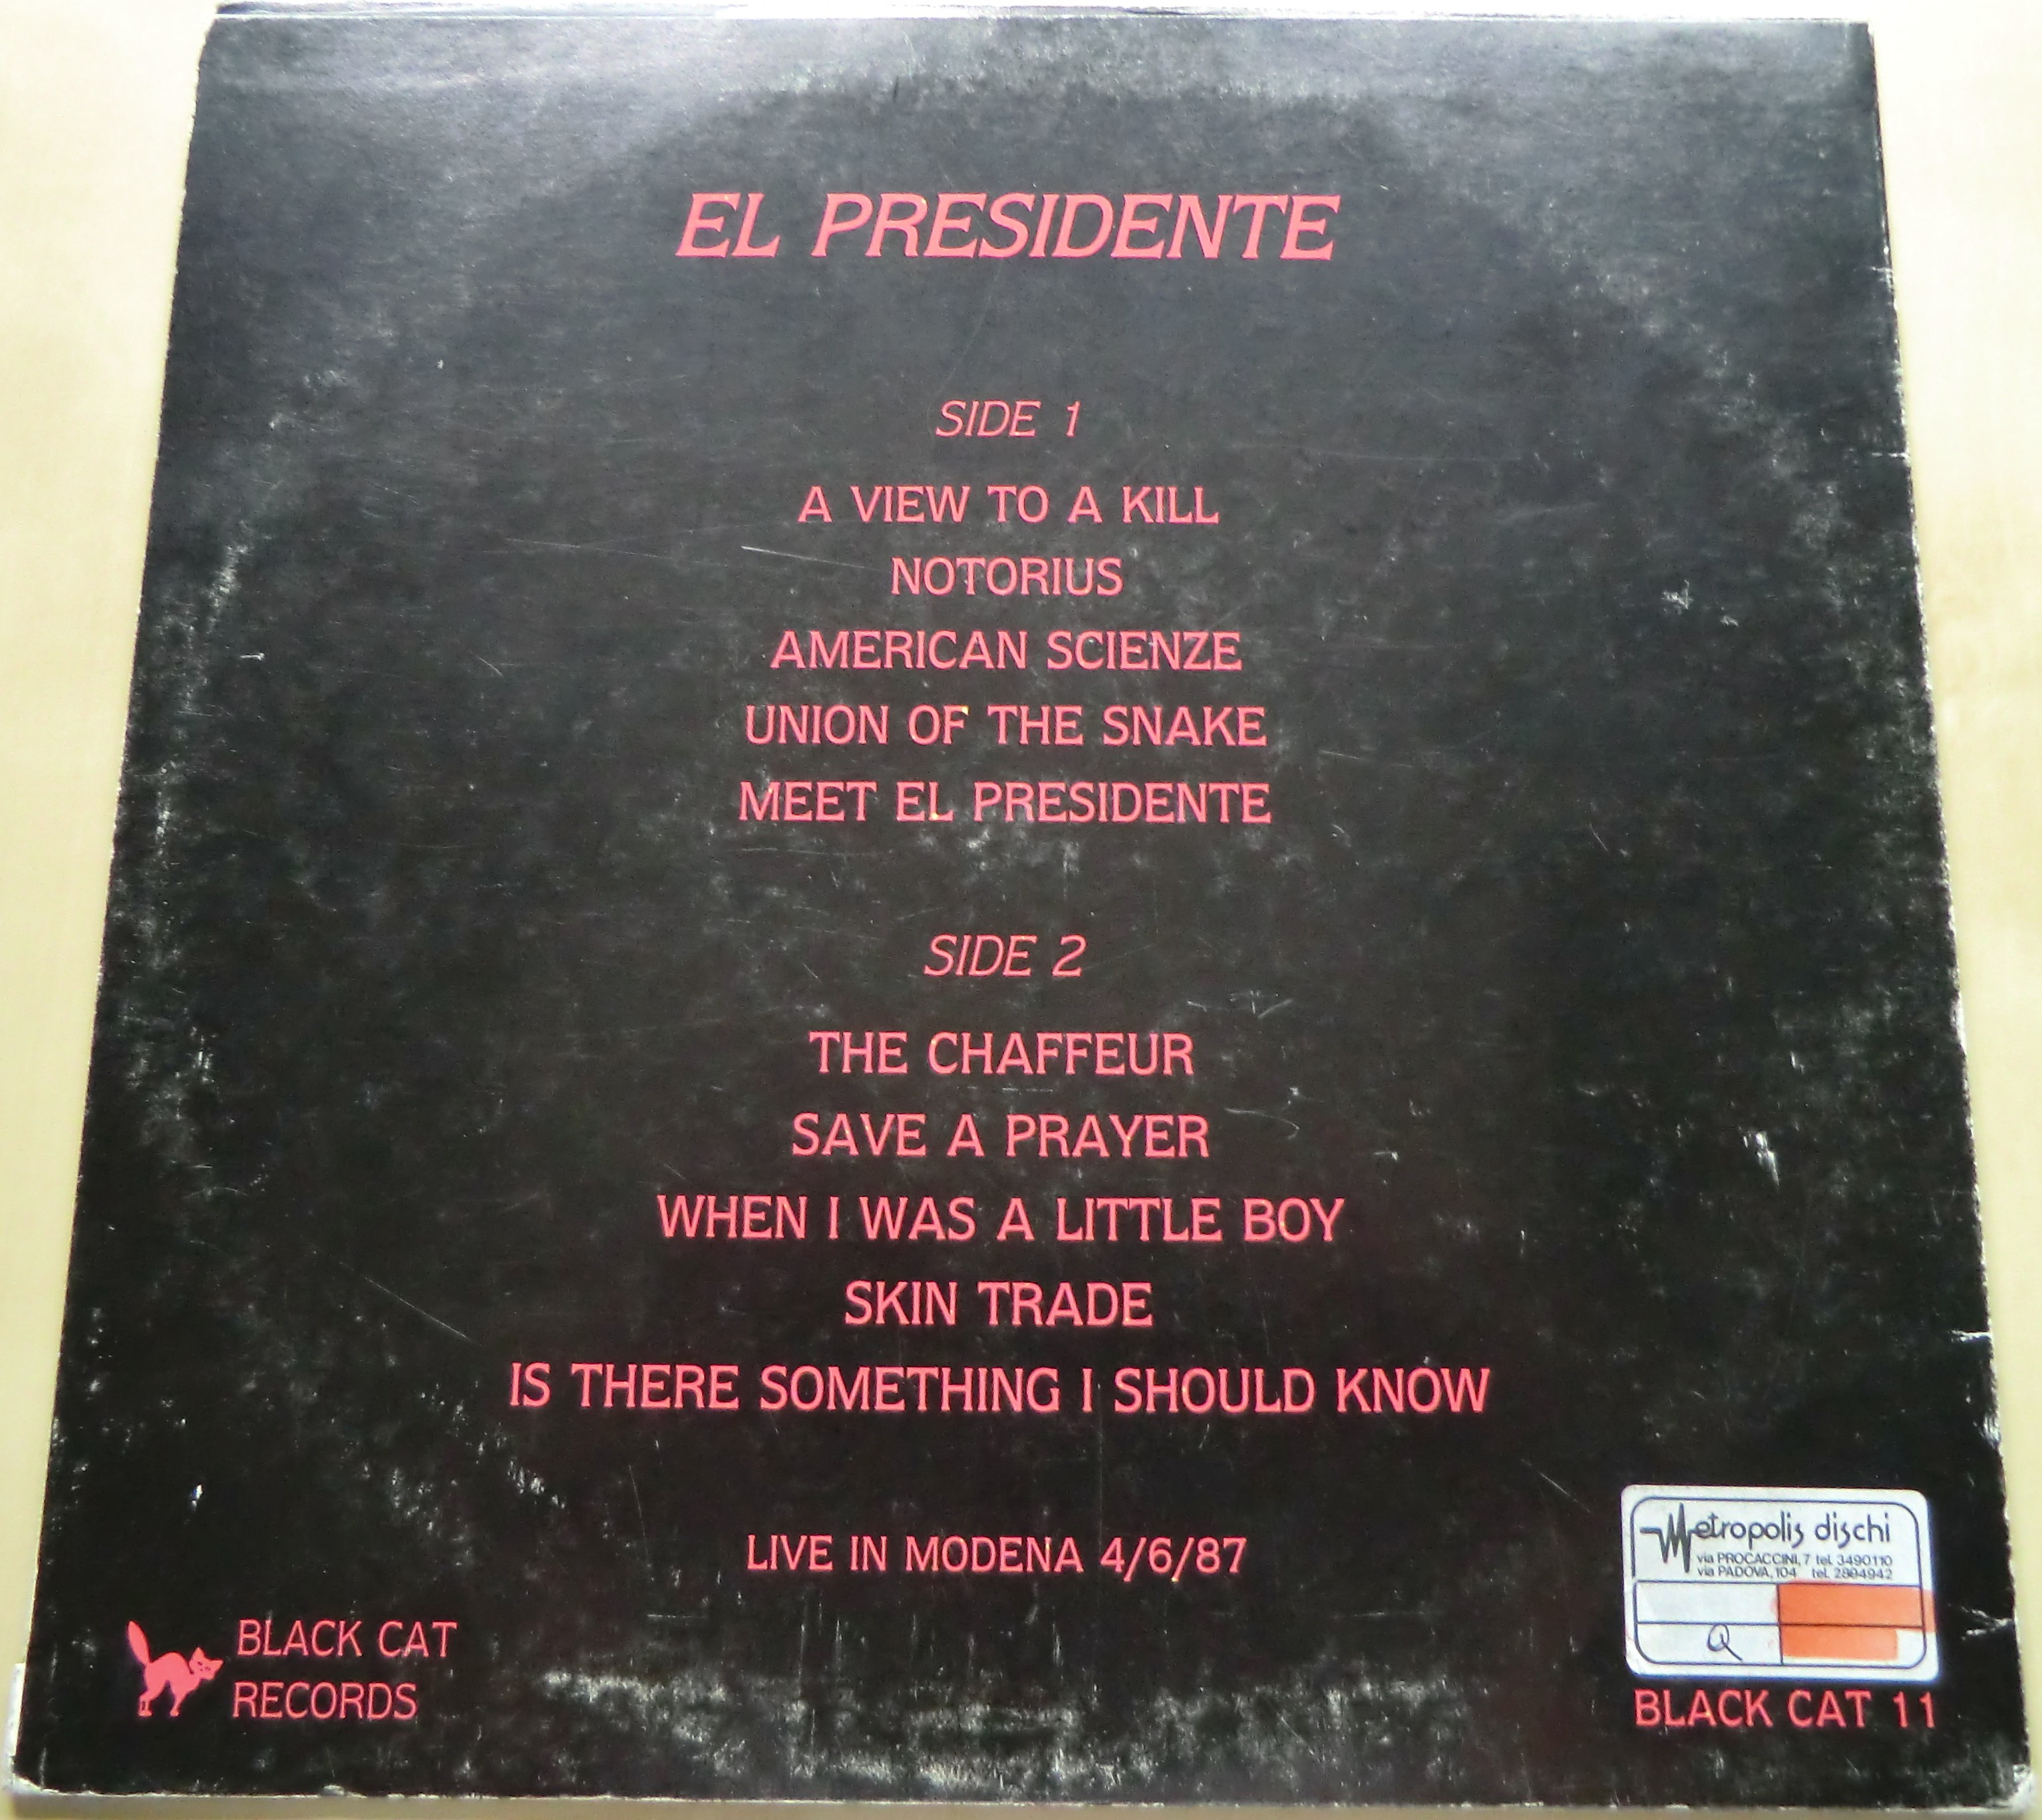 EL PRESIDENTE
SIDE 1
A VIEW TO A KILL
NOTORIUS
AMERICAN SCIENZE
UNION OF THE SNAKE
MEET EL PRESIDENTE
SIDE 2
THE CHAFFEUR
SAVE A PRAYER
WHEN I WAS A LITTLE BOY
SKIN TRADE
IS THERE SOMETHING I SHOULD KNOW
LIVE IN MODENA 4/6/87
BLACK CAT
RECORDS
Metropolis dischi
via PROCACCINI, 7 tel. 3490110
via PADOVA, 104 tel. 2894942
Q
BLACK CAT 11